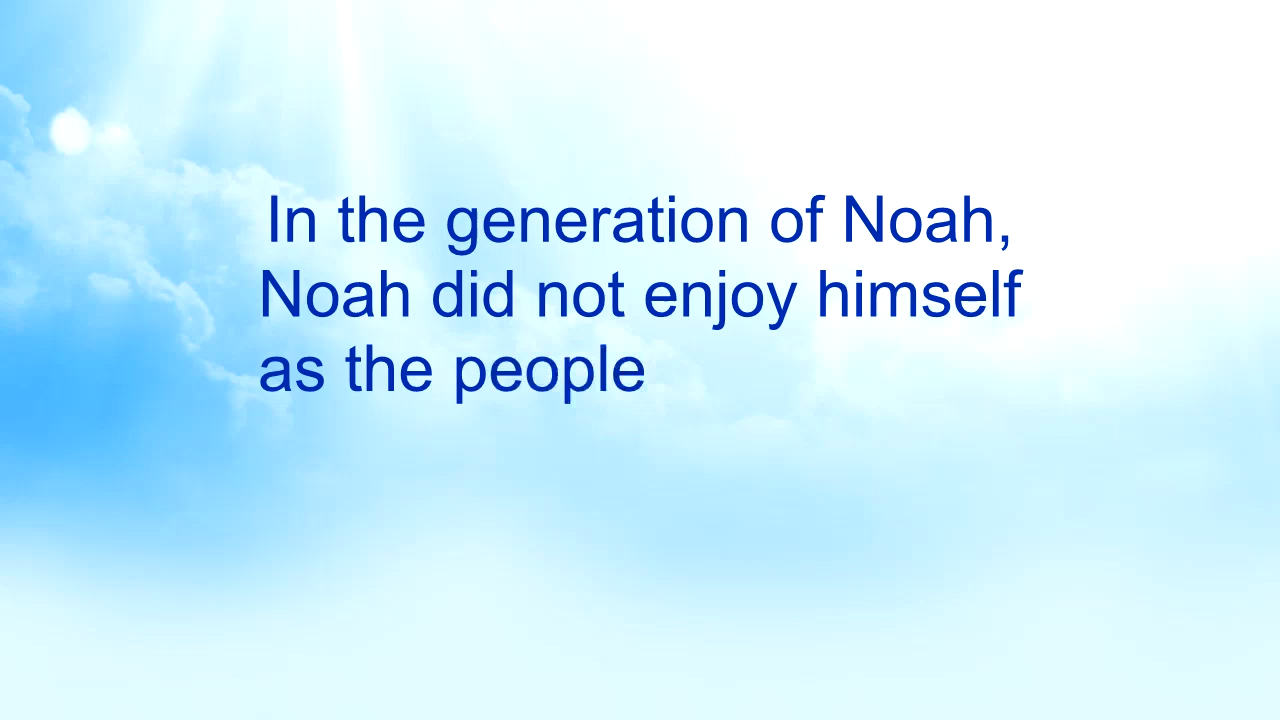 In the generation of Noah,
Noah did not enjoy himself
as the people